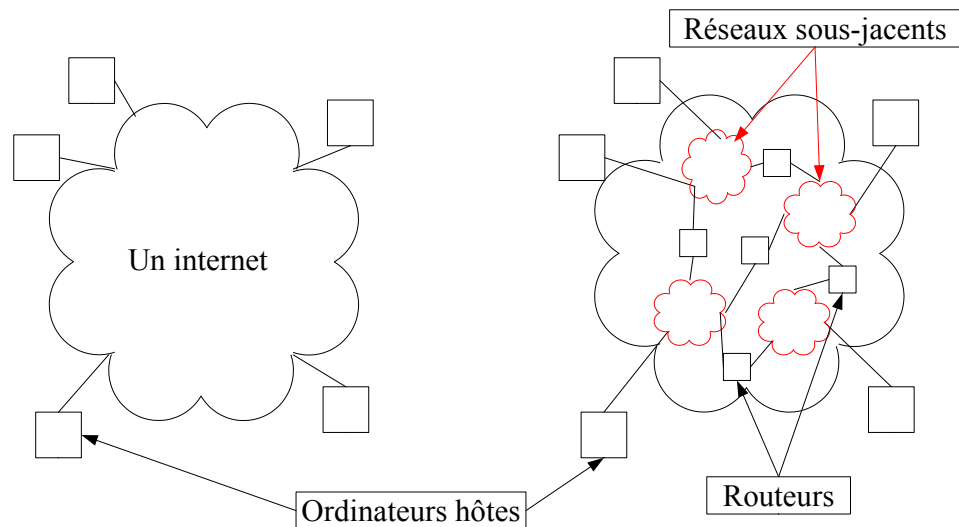 Réseaux sous-jacents
Un internet
Ordinateurs hôtes
Routeurs